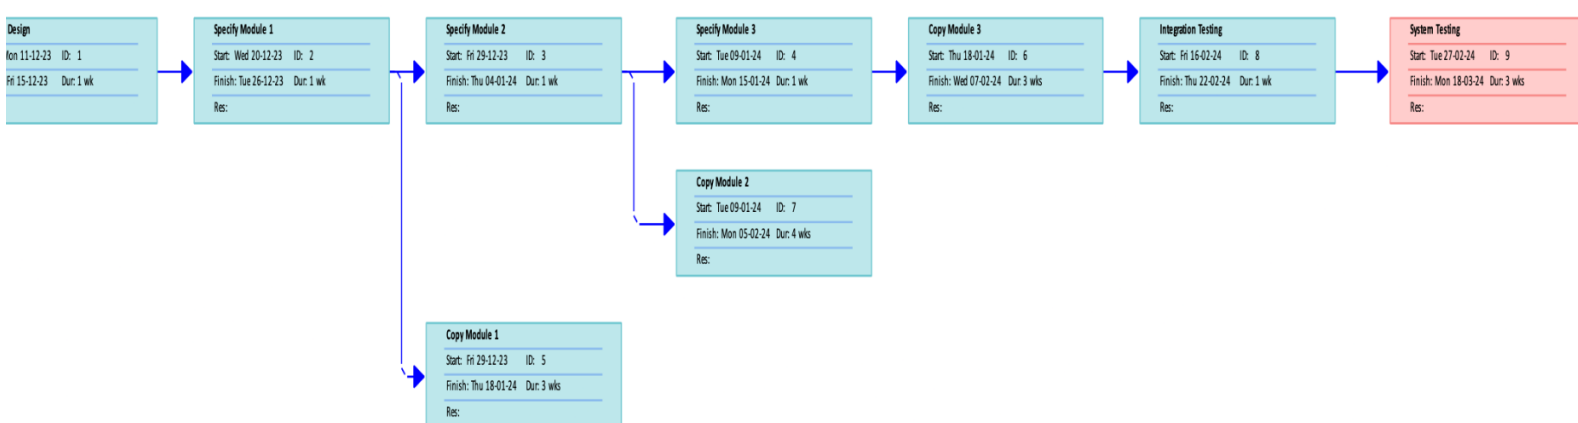 Design
Mon 11-12-23 ID: 1
Fri 15-12-23 Dur: 1 wk
Specify Module 1
Start: Wed 20-12-23 ID: 2
Finish: Tue 26-12-23 Dur: 1 wk
Res:
Specify Module 2
Start: Fri 29-12-23 ID: 3
Finish: Thu 04-01-24 Dur: 1 wk
Res:
Specify Module 3
Start: Tue 09-01-24 ID: 4
Finish: Mon 15-01-24 Dur: 1 wk
Res:
Copy Module 3
Start: Thu 18-01-24 ID: 6
Finish: Wed 07-02-24 Dur: 3 wks
Res:
Integration Testing
Start: Fri 16-02-24 ID: 8
Finish: Thu 22-02-24 Dur: 1 wk
Res:
System Testing
Start: Tue 27-02-24 ID: 9
Finish: Mon 18-03-24 Dur: 3 wks
Res:
Copy Module 2
Start: Tue 09-01-24 ID: 7
Finish: Mon 05-02-24 Dur: 4 wks
Res:
Copy Module 1
Start: Fri 29-12-23 ID: 5
Finish: Thu 18-01-24 Dur: 3 wks
Res: